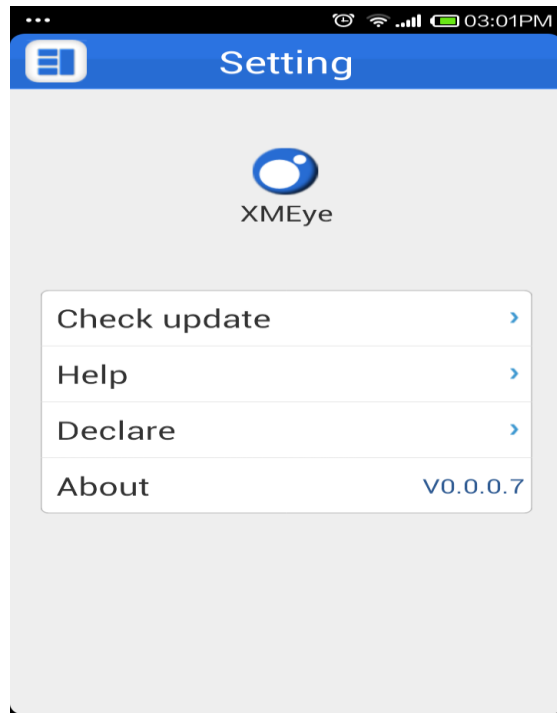 ... 03:01PM
Setting
XMEye
Check update
Help
Declare
About V0.0.0.7